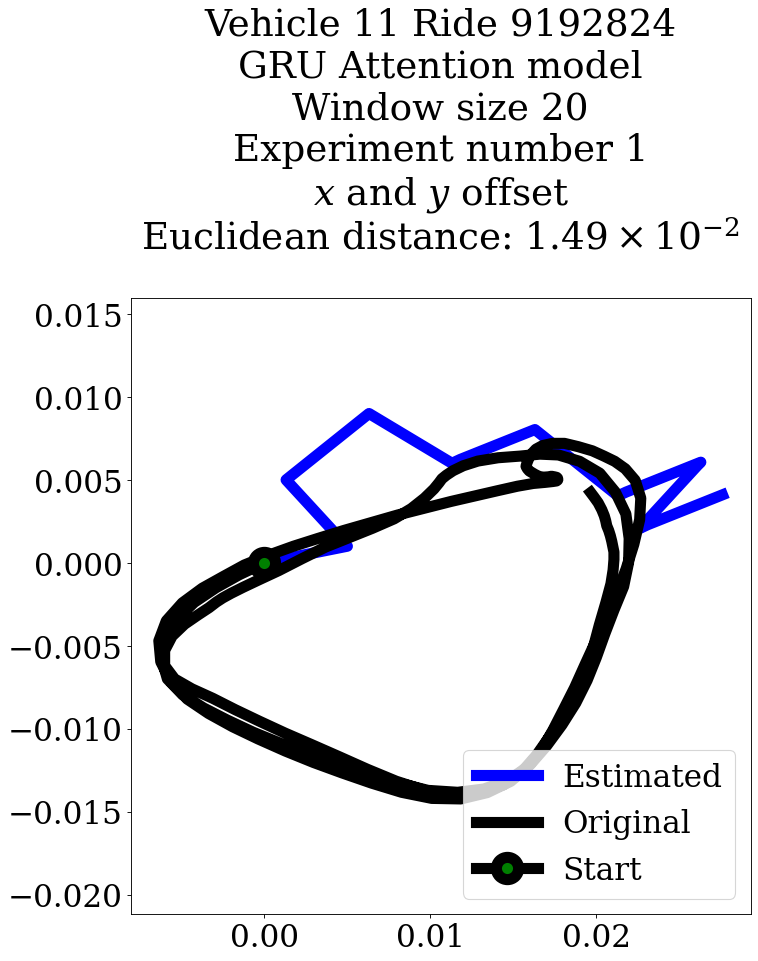 Vehicle 11 Ride 9192824
GRU Attention model
Window size 20
Experiment number 1
x and y offset
Euclidean distance: 1.49 × 10⁻²
0.015
0.010
0.005
0.000
−0.005
−0.010
−0.015
−0.020
0.00 0.01 0.02
Estimated
Original
Start